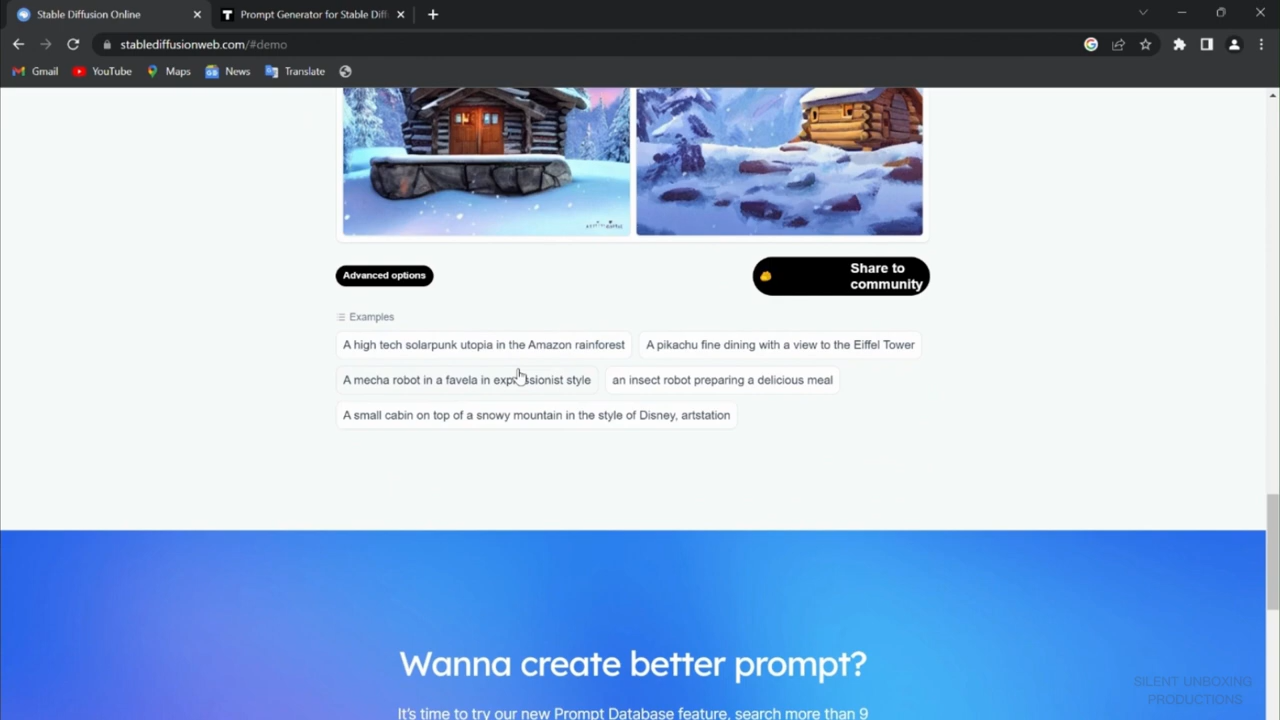 Stable Diffusion Online
Prompt Generator for Stable Diff
stablediffusionweb.com/#demo
Gmail
YouTube
Maps
News
Translate
Advanced options
Share to
community
Examples
A high tech solarpunk utopia in the Amazon rainforest
A pikachu fine dining with a view to the Eiffel Tower
A mecha robot in a favela in expressionist style
an insect robot preparing a delicious meal
A small cabin on top of a snowy mountain in the style of Disney, artstation
Wanna create better prompt?
It's time to try our new Prompt Database feature, search more than 9
SILENT UNBOXING
PRODUCTIONS